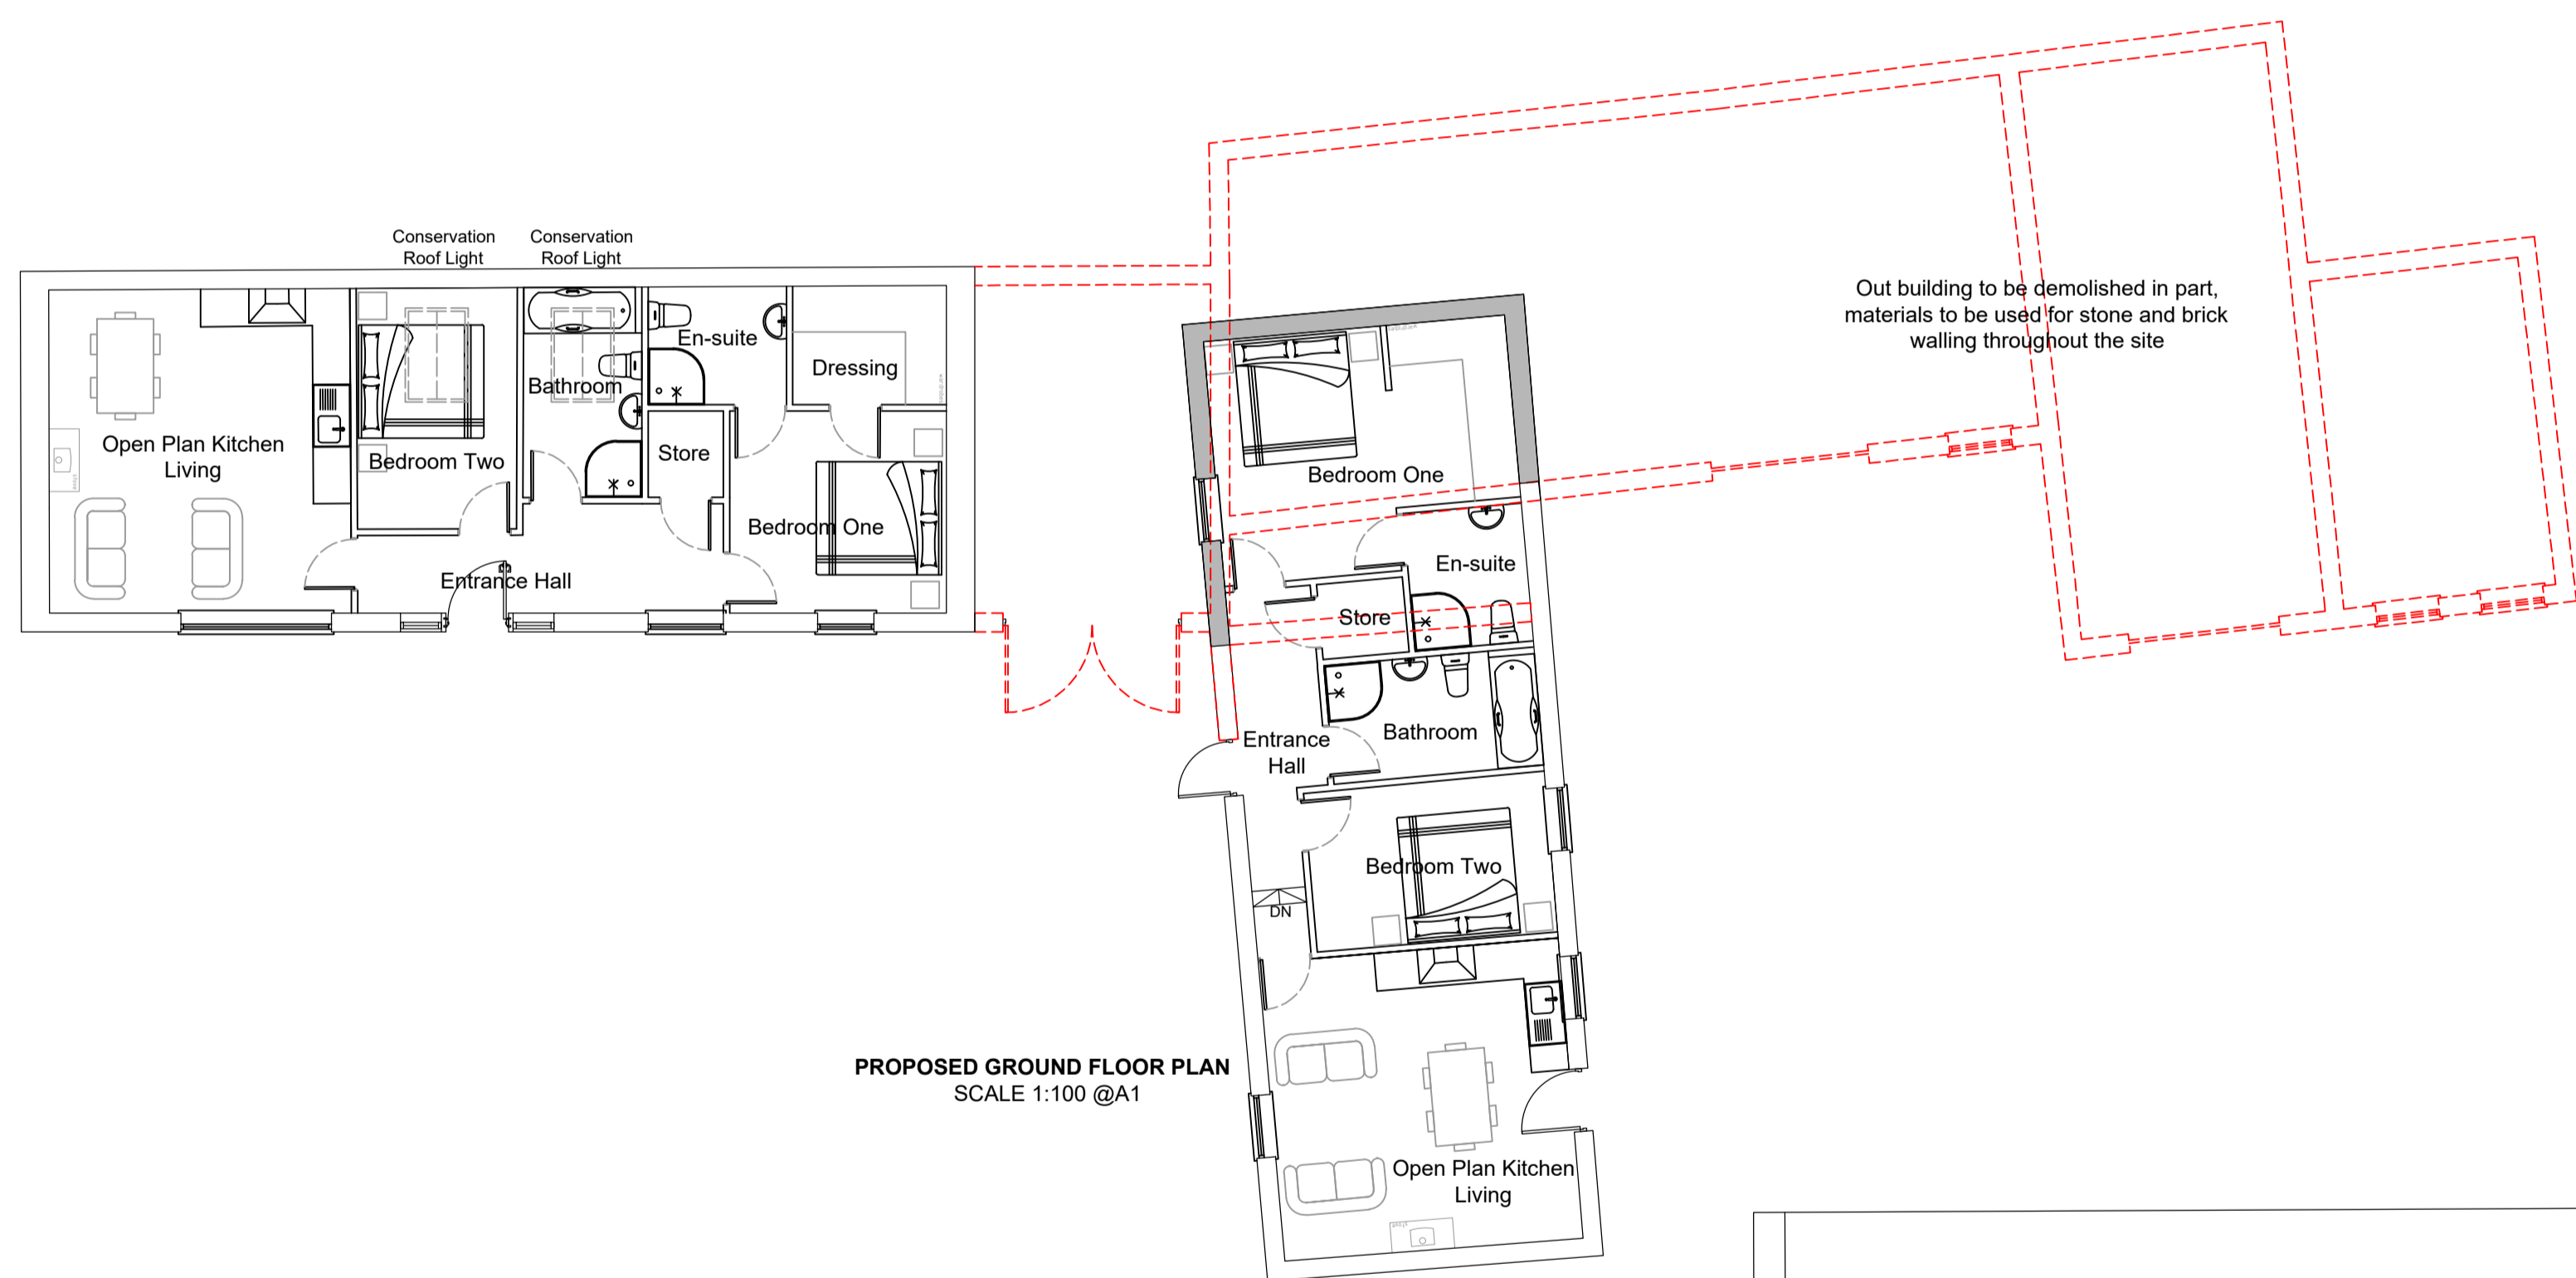 Conservation
Roof Light
Conservation
Roof Light
Out building to be demolished in part,
materials to be used for stone and brick
walling throughout the site
En-suite
Dressing
Bathroom
Open Plan Kitchen
Living
Bedroom Two
Store
Bedroom One
Entrance Hall
Bedroom One
En-suite
Store
Bathroom
Entrance
Hall
Bedroom Two
DN
PROPOSED GROUND FLOOR PLAN
SCALE 1:100 @A1
Open Plan Kitchen
Living